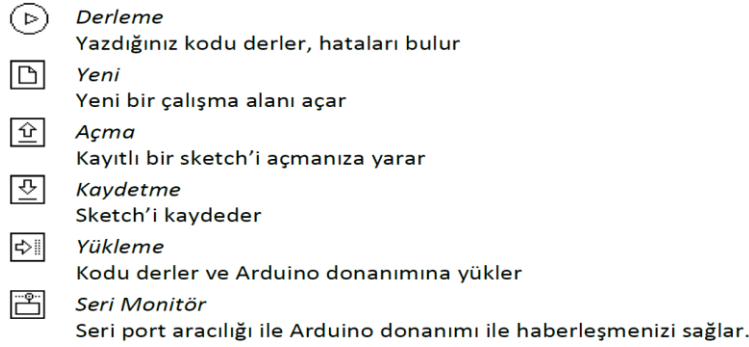 Derleme
Yazdığınız kodu derler, hataları bulur
Yeni
Yeni bir çalışma alanı açar
Açma
Kayıtlı bir sketch’i açmanıza yarar
Kaydetme
Sketch’i kaydeder
Yükleme
Kodu derler ve Arduino donanımına yükler
Seri Monitör
Seri port aracılığı ile Arduino donanımı ile haberleşmenizi sağlar.